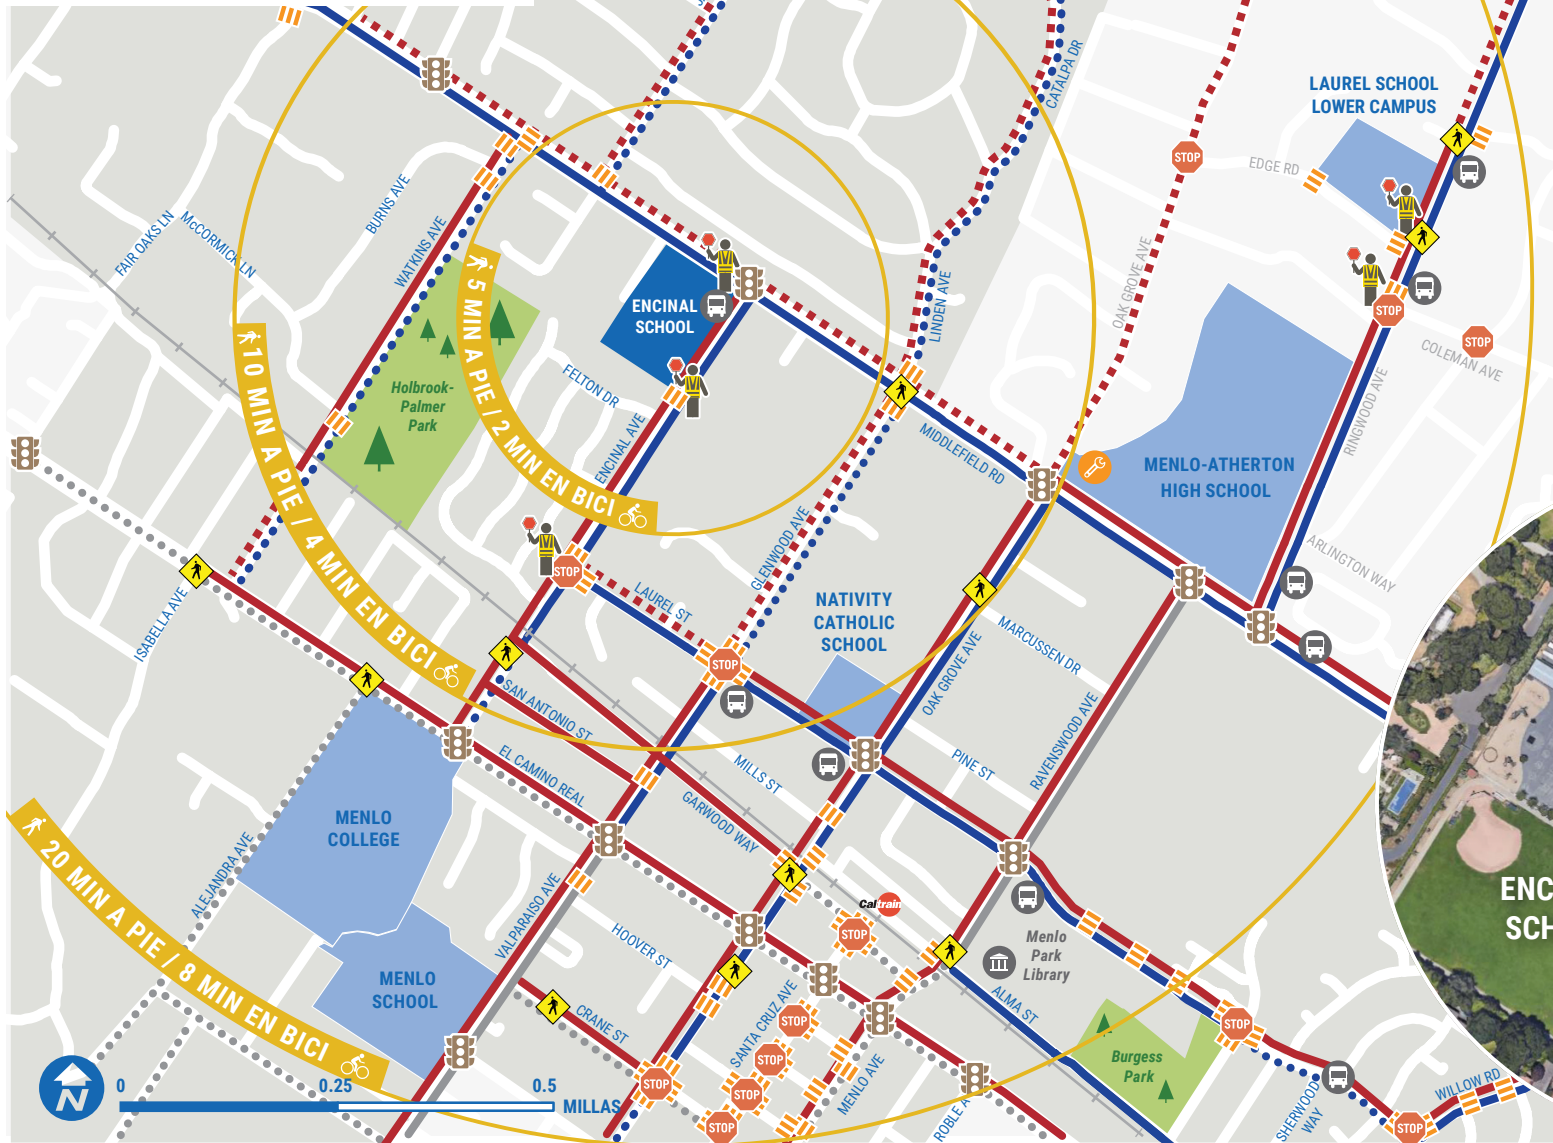 CATALPA DR
LAUREL SCHOOL
LOWER CAMPUS
STOP
EDGE RD
BURNS AVE
FAIR OAKS LN
McCORMICK LN
WATKINS AVE
LINDEN AVE
OAK GROVE AVE
ENCINAL
SCHOOL
STOP
STOP
COLEMAN AVE
RINGWOOD AVE
Holbrook-
Palmer
Park
FELTON DR
ENCINAL AVE
5 MIN A PIE / 2 MIN EN BICI
10 MIN A PIE / 4 MIN EN BICI
20 MIN A PIE / 8 MIN EN BICI
MIDDLEFIELD RD
MENLO-ATHERTON
HIGH SCHOOL
ARLINGTON WAY
GLENWOOD AVE
STOP
LAUREL ST
ISABELLA AVE
NATIVITY
CATHOLIC
SCHOOL
MARCUSSEN DR
STOP
OAK GROVE AVE
SAN ANTONIO ST
EL CAMINO REAL
MILLS ST
PINE ST
RAVENSWOOD AVE
GARWOOD WAY
MENLO
COLLEGE
ALEJANDRA AVE
VALPARAISO AVE
HOOVER ST
Caltrain
STOP
Menlo
Park
Library
ENC
SCH
MENLO
SCHOOL
CRANE ST
SANTA CRUZ AVE
STOP
ALMA ST
STOP
STOP
STOP
STOP
STOP
MENLO AVE
ROBLE A
Burgess
Park
SHERWOOD
WAY
WILLOW RD
STOP
N
0 0.25 0.5
MILLAS